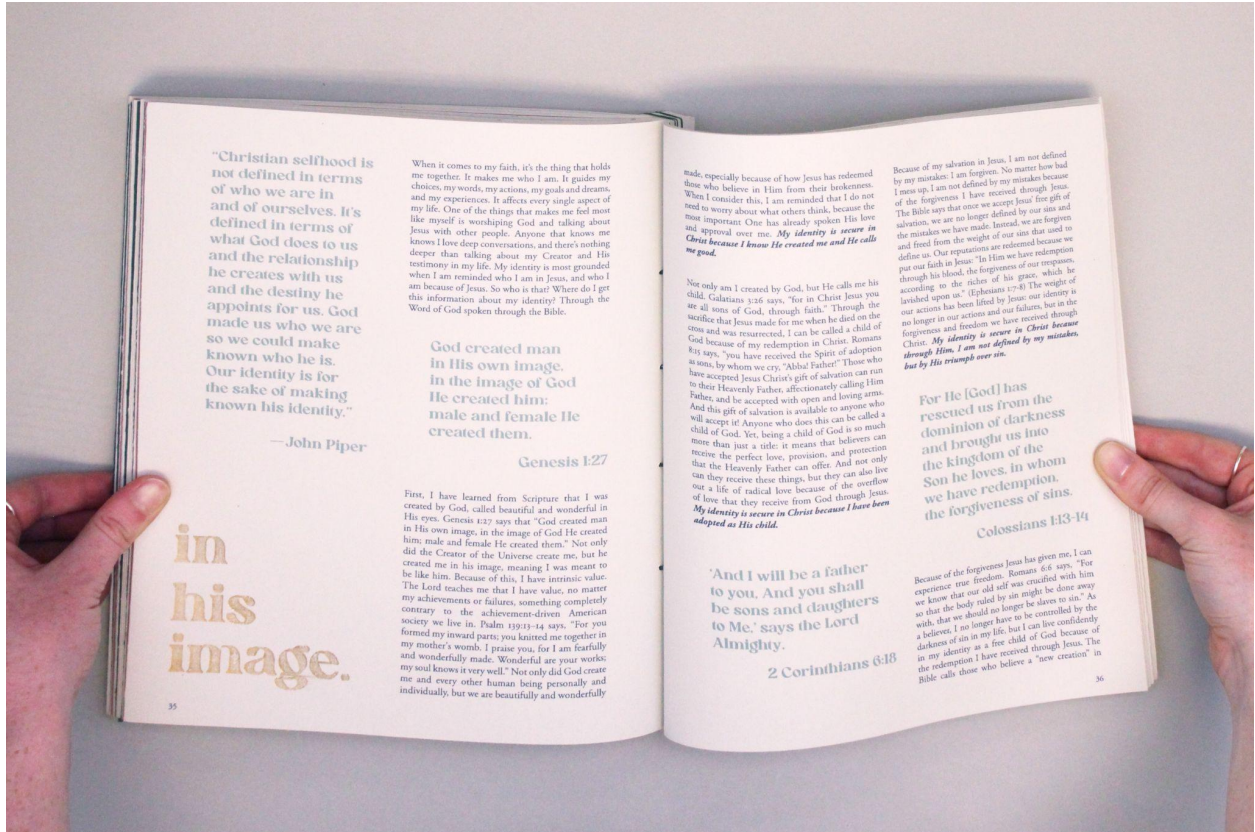 "Christian selfhood is
not defined in terms
of who we are in
and of ourselves. It's
defined in terms of
what God does to us
and the relationship
he creates with us
and the destiny he
appoints for us. God
made us who we are
so we could make
known who he is.
Our identity is for
the sake of making
known his identity."
—John Piper
in
his
image.
35
When it comes to my faith, it's the thing that holds
me together. It makes me who I am. It guides my
choices, my words, my actions, my goals and dreams,
and my experiences. It affects every single aspect of
my life. One of the things that makes me feel most
like myself is worshiping God and talking about
Jesus with other people. Anyone that knows me
knows I love deep conversations, and there's nothing
deeper than talking about my Creator and His
testimony in my life. My identity is most grounded
when I am reminded who I am in Jesus, and who I
am because of Jesus. So who is that? Where do I get
this information about my identity? Through the
Word of God spoken through the Bible.
God created man
in His own image,
in the image of God
He created him;
male and female He
created them.
Genesis 1:27
First, I have learned from Scripture that I was
created by God, called beautiful and wonderful in
His eyes. Genesis 1:27 says that "God created man
in His own image, in the image of God He created
him; male and female He created them." Not only
did the Creator of the Universe create me, but he
created me in his image, meaning I was meant to
be like him. Because of this, I have intrinsic value.
The Lord teaches me that I have value, no matter
my achievements or failures, something completely
contrary to the achievement-driven American
society we live in. Psalm 139:13-14 says, "For you
formed my inward parts; you knitted me together in
my mother's womb. I praise you, for I am fearfully
and wonderfully made. Wonderful are your works;
my soul knows it very well." Not only did God create
me and every other human being personally and
individually, but we are beautifully and wonderfully
made, especially because of how Jesus has redeemed
those who believe in Him from their brokenness.
When I consider this, I am reminded that I do not
need to worry about what others think, because the
most important One has already spoken His love
and approval over me. My identity is secure in
Christ because I know He created me and He calls
me good.
Not only am I created by God, but He calls me his
child. Galatians 3:26 says, "for in Christ Jesus you
are all sons of God, through faith." Through the
sacrifice that Jesus made for me when he died on the
cross and was resurrected, I can be called a child of
God because of my redemption in Christ. Romans
8:15 says, "you have received the Spirit of adoption
as sons, by whom we cry, "Abba! Father!" Those who
have accepted Jesus Christ's gift of salvation can run
to their Heavenly Father, affectionately calling Him
Father, and be accepted with open and loving arms.
And this gift of salvation is available to anyone who
will accept it! Anyone who does this can be called a
child of God. Yet, being a child of God is so much
more than just a title: it means that believers can
receive the perfect love, provision, and protection
that the Heavenly Father can offer. And not only
can they receive these things, but they can also live
out a life of radical love because of the overflow
of love that they receive from God through Jesus.
My identity is secure in Christ because I have been
adopted as His child.
'And I will be a father
to you, And you shall
be sons and daughters
to Me,' says the Lord
Almighty.
2 Corinthians 6:18
Because of my salvation in Jesus, I am not defined
by my mistakes: I am forgiven. No matter how bad
I mess up, I am not defined by my mistakes because
of the forgiveness I have received through Jesus.
The Bible says that once we accept Jesus' free gift of
salvation, we are no longer defined by our sins and
the mistakes we have made. Instead, we are forgiven
and freed from the weight of our sins that used to
define us. Our reputations are redeemed because we
put our faith in Jesus: "In Him we have redemption
through his blood, the forgiveness of our trespasses,
according to the riches of his grace, which he
lavished upon us." (Ephesians 1:7-8) The weight of
our actions has been lifted by Jesus: our identity is
no longer in our actions and our failures, but in the
forgiveness and freedom we have received through
Christ. My identity is secure in Christ because
through Him, I am not defined by my mistakes,
but by His triumph over sin.
For He [God] has
rescued us from the
dominion of darkness
and brought us into
the kingdom of the
Son he loves, in whom
we have redemption,
the forgiveness of sins.
Colossians 1:13-14
Because of the forgiveness Jesus has given me, I can
experience true freedom. Romans 6:6 says, "For
we know that our old self was crucified with him
so that the body ruled by sin might be done away
with, that we should no longer be slaves to sin." As
a believer, I no longer have to be controlled by the
darkness of sin in my life, but I can live confidently
in my identity as a free child of God because of
the redemption I have received through Jesus. The
Bible calls those who believe a "new creation" in
36